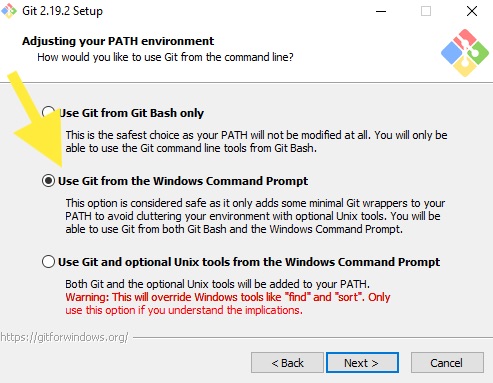 Git 2.19.2 Setup
Adjusting your PATH environment
How would you like to use Git from the command line?
Use Git from Git Bash only
This is the safest choice as your PATH will not be modified at all. You will only be
able to use the Git command line tools from Git Bash.
Use Git from the Windows Command Prompt
This option is considered safe as it only adds some minimal Git wrappers to your
PATH to avoid cluttering your environment with optional Unix tools. You will be
able to use Git from both Git Bash and the Windows Command Prompt.
Use Git and optional Unix tools from the Windows Command Prompt
Both Git and the optional Unix tools will be added to your PATH.
Warning: This will override Windows tools like "find" and "sort". Only
use this option if you understand the implications.
https://gitforwindows.org/
< Back Next > Cancel